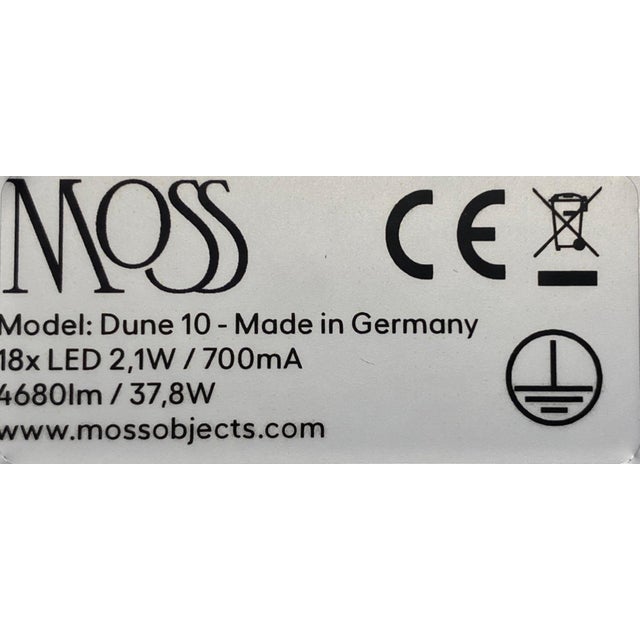 MOSS
CE
Model: Dune 10 - Made in Germany
18x LED 2,1W / 700mA
4680lm / 37,8W
www.mossobjects.com